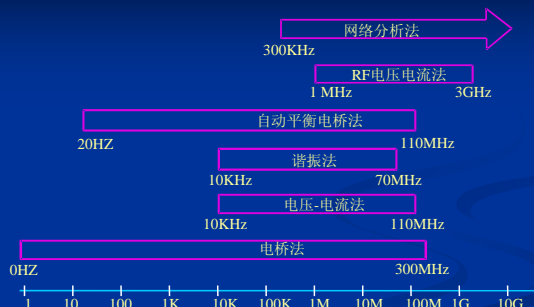 网络分析法
300KHz
RF电压电流法
1 MHz 3GHz
自动平衡电桥法
20HZ 110MHz
谐振法
10KHz 70MHz
电压-电流法
10KHz 110MHz
电桥法
0HZ 300MHz
1 10 100 1K 10K 100K 1M 10M 100M 1G 10G